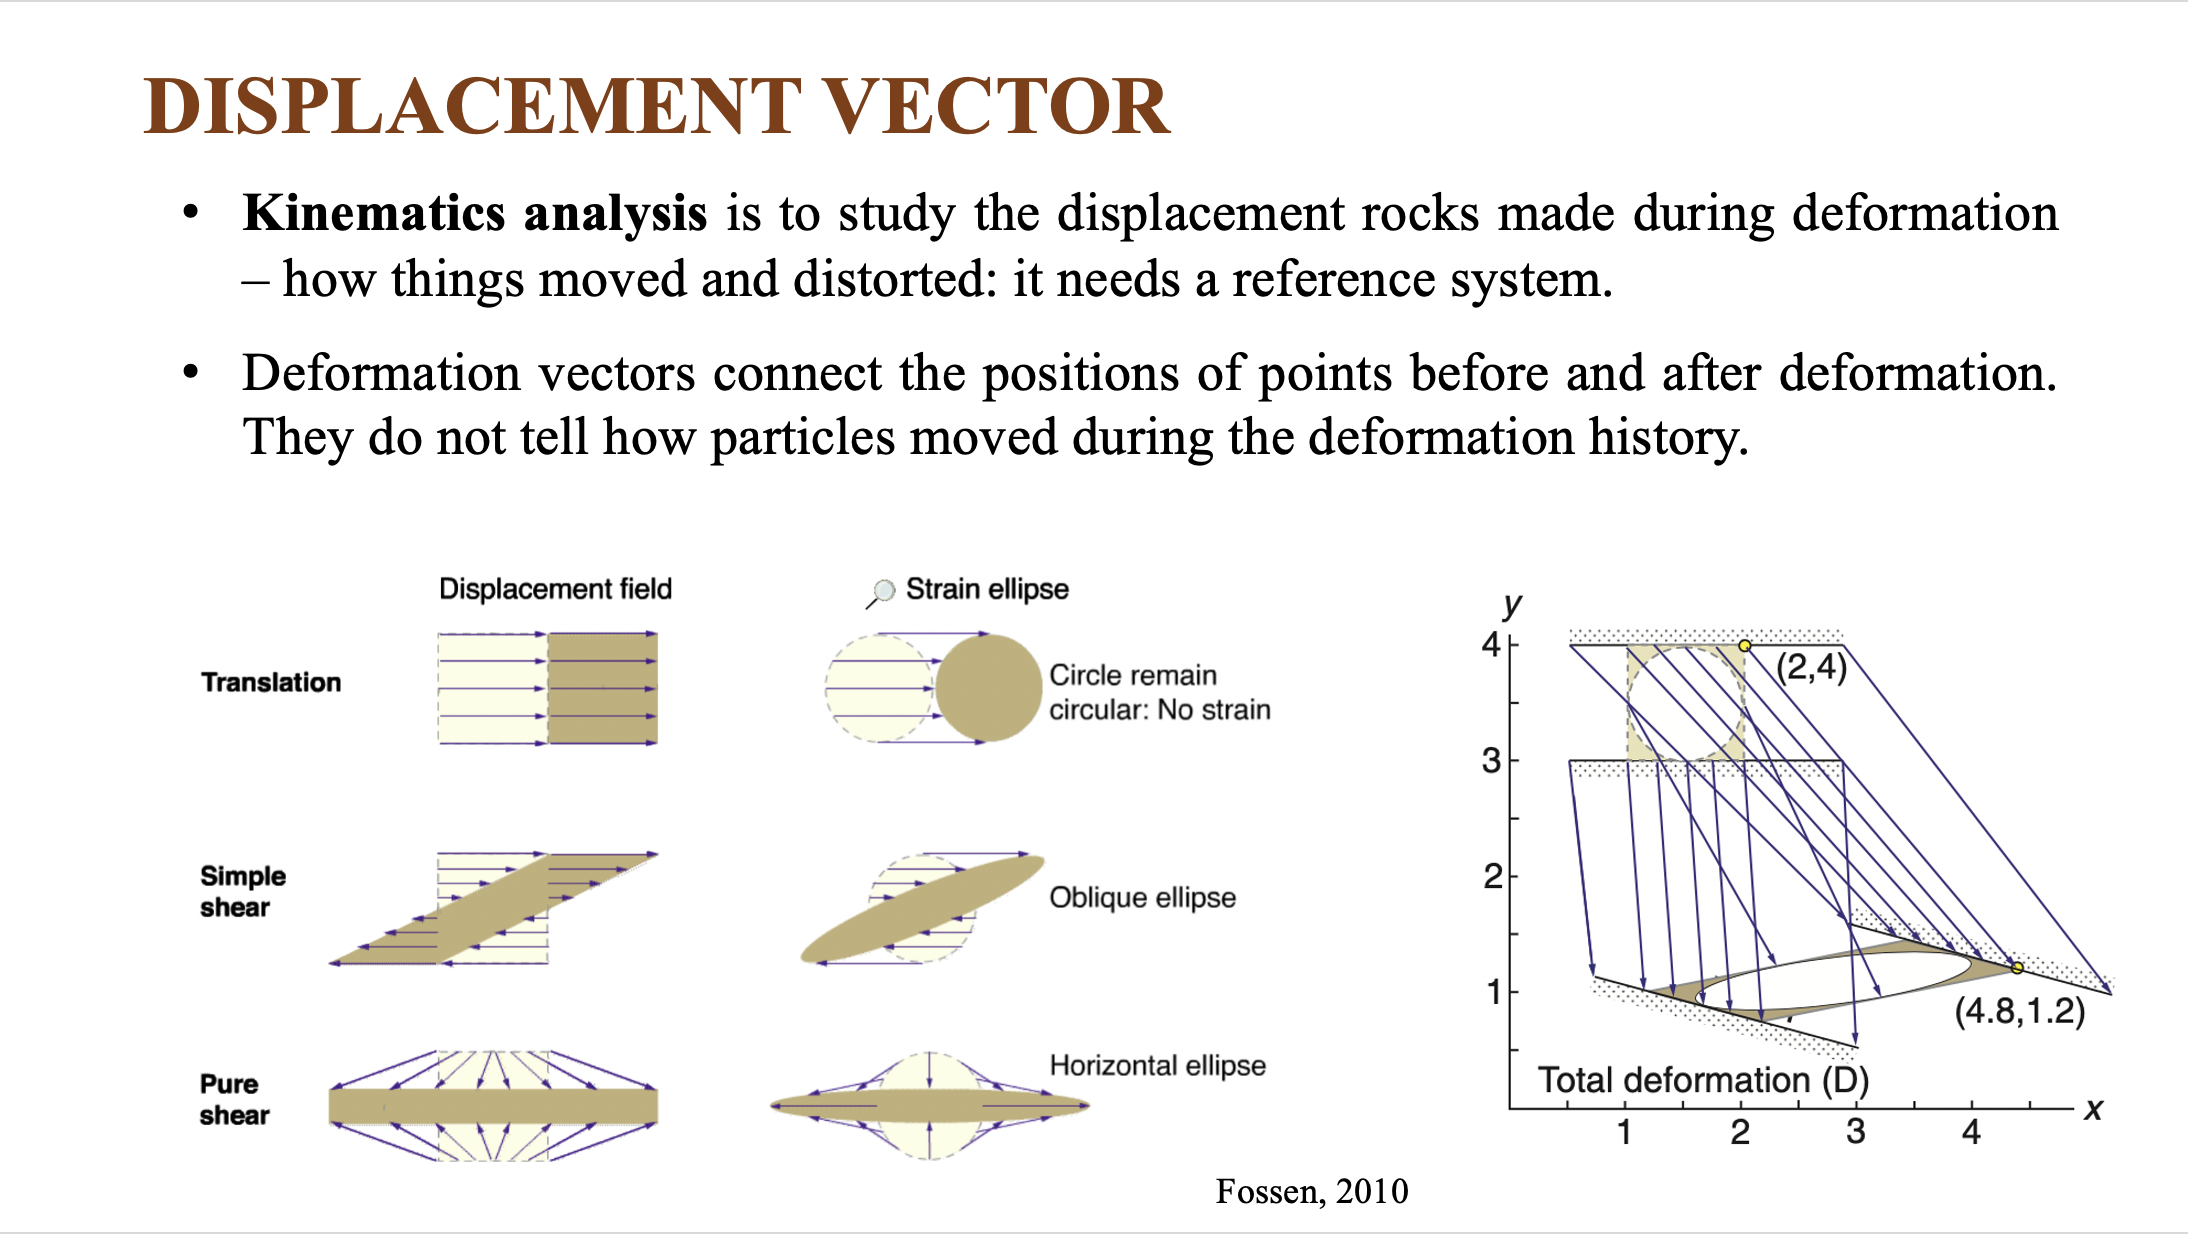 DISPLACEMENT VECTOR
• Kinematics analysis is to study the displacement rocks made during deformation
– how things moved and distorted: it needs a reference system.
• Deformation vectors connect the positions of points before and after deformation.
They do not tell how particles moved during the deformation history.
Displacement field
Strain ellipse
Translation
Circle remain
circular: No strain
Simple
shear
Oblique ellipse
Pure
shear
Horizontal ellipse
y
4
(2,4)
3
2
1
(4.8,1.2)
Total deformation (D)
x
1 2 3 4
Fossen, 2010